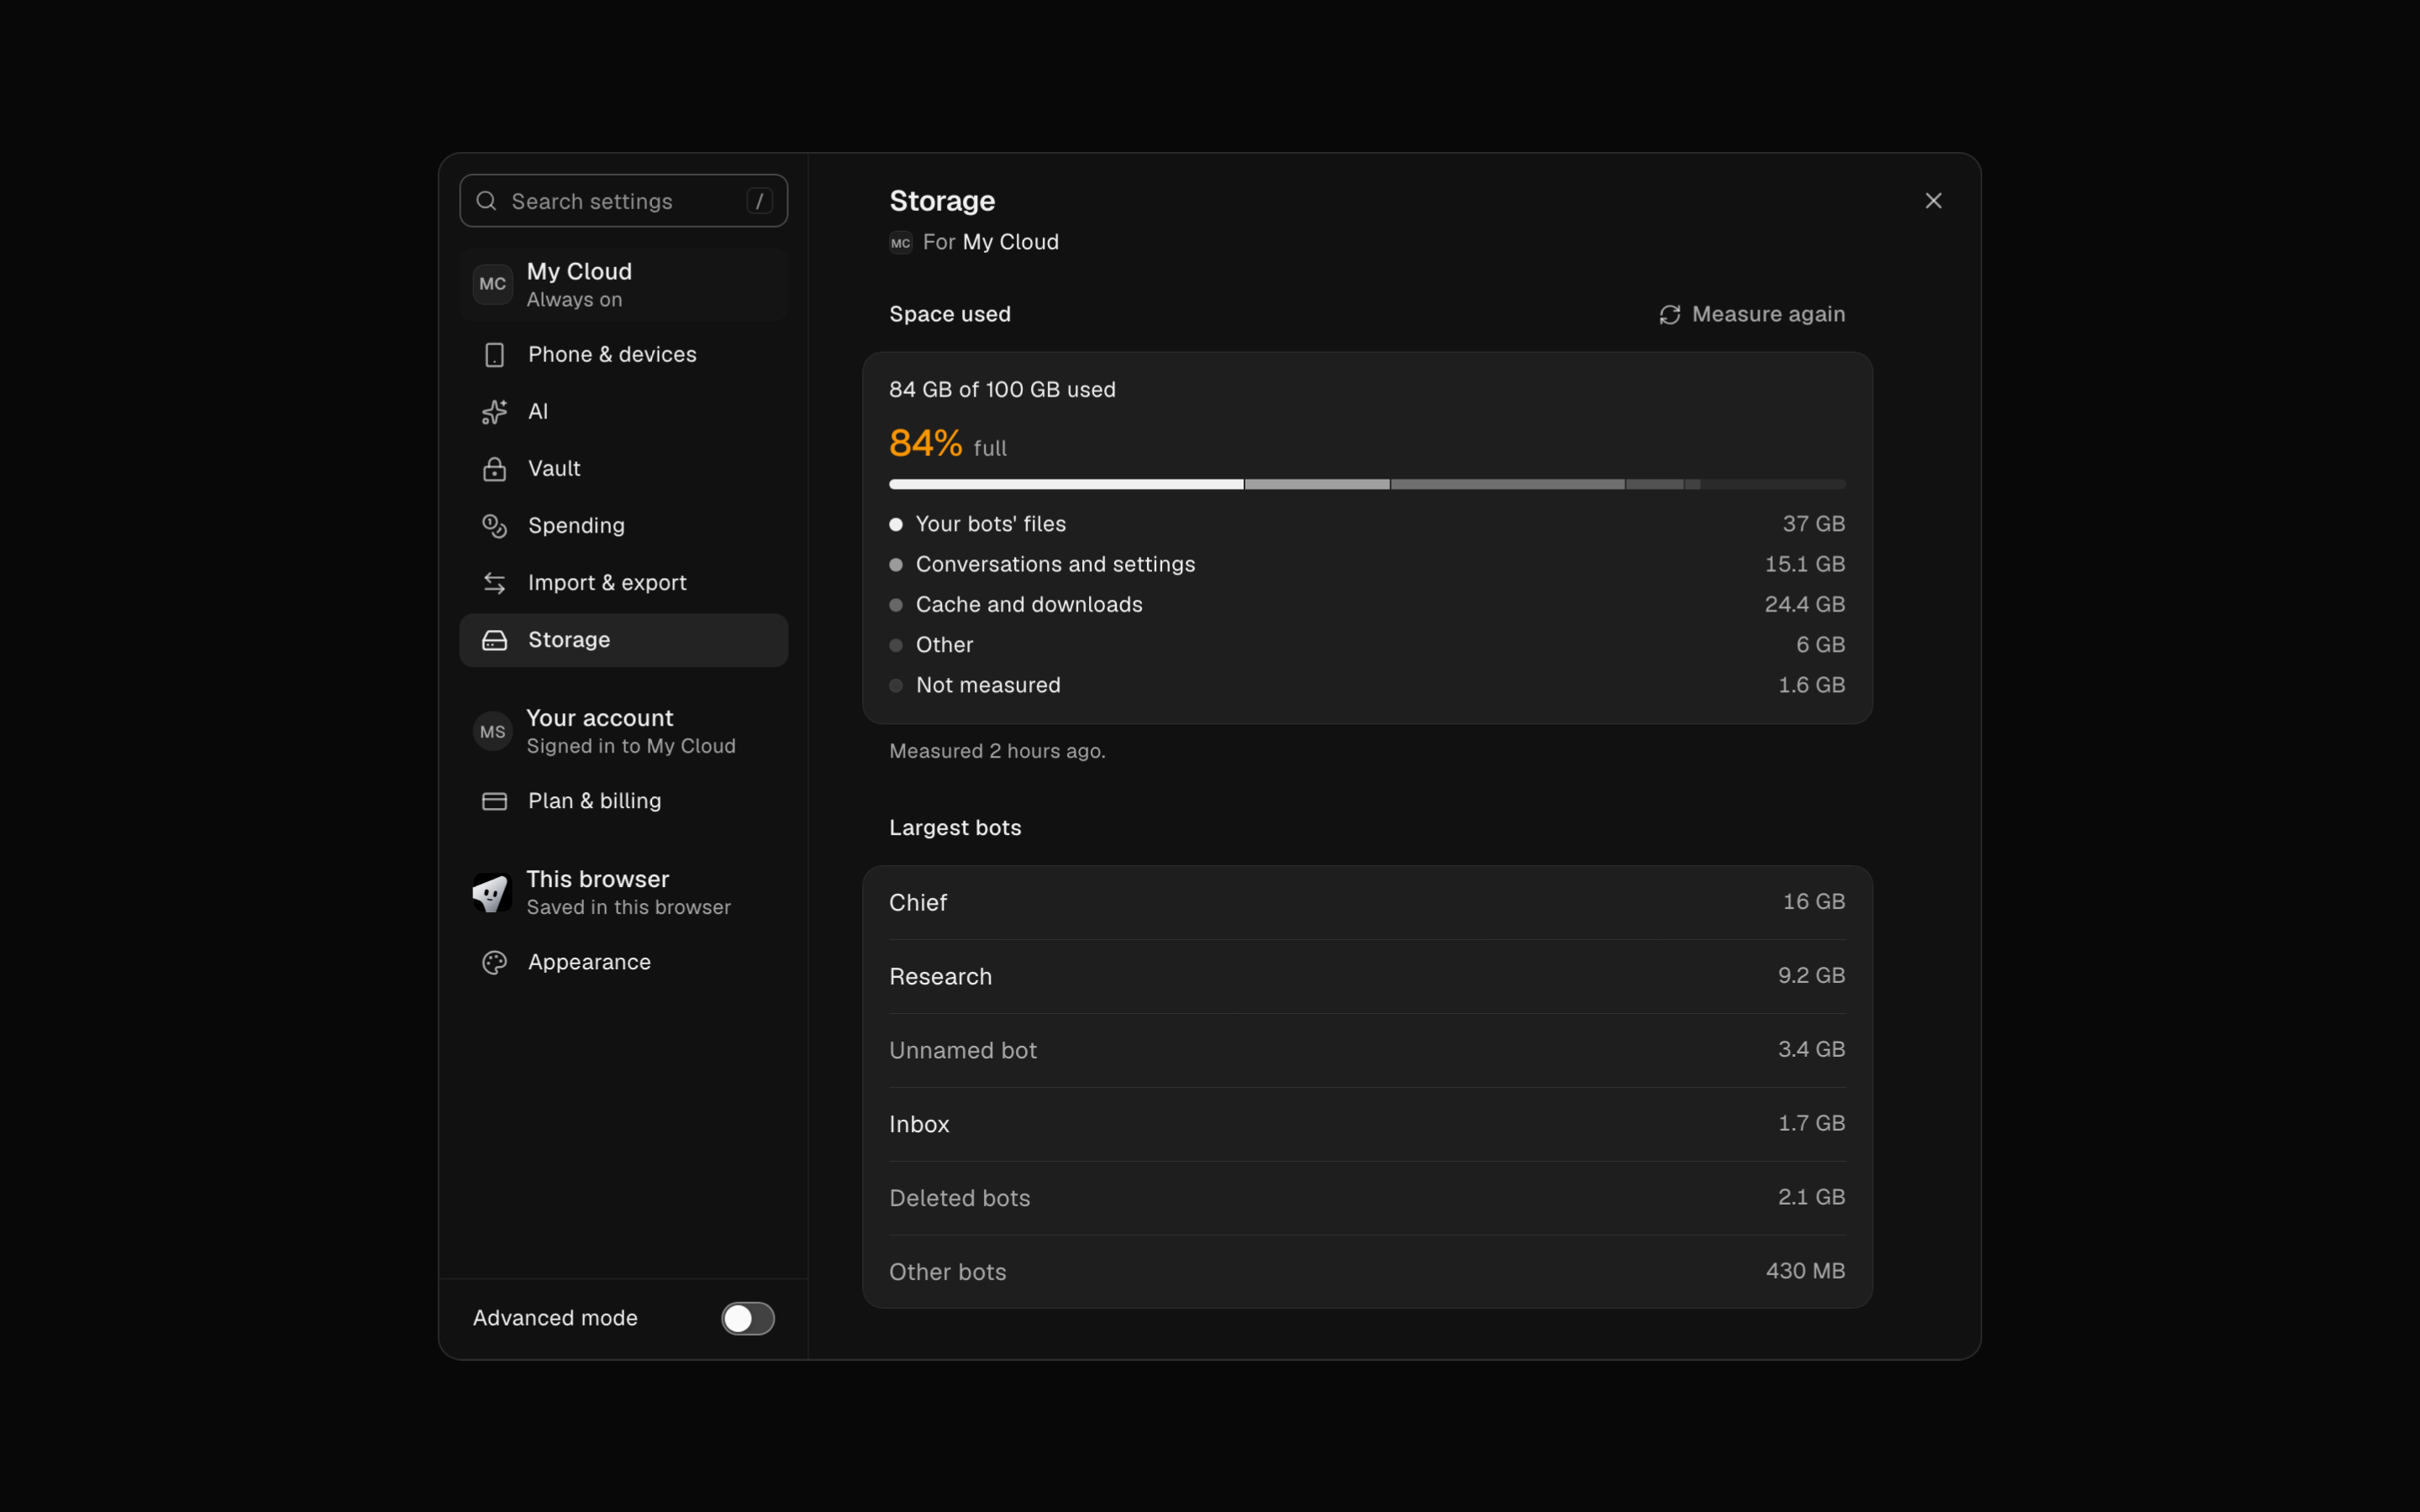 Search settings /
MC
My Cloud
Always on
Phone & devices
AI
Vault
Spending
Import & export
Storage
MS
Your account
Signed in to My Cloud
Plan & billing
This browser
Saved in this browser
Appearance
Advanced mode
Storage
MC For My Cloud
Space used
Measure again
84 GB of 100 GB used
84% full
Your bots' files 37 GB
Conversations and settings 15.1 GB
Cache and downloads 24.4 GB
Other 6 GB
Not measured 1.6 GB
Measured 2 hours ago.
Largest bots
Chief 16 GB
Research 9.2 GB
Unnamed bot 3.4 GB
Inbox 1.7 GB
Deleted bots 2.1 GB
Other bots 430 MB